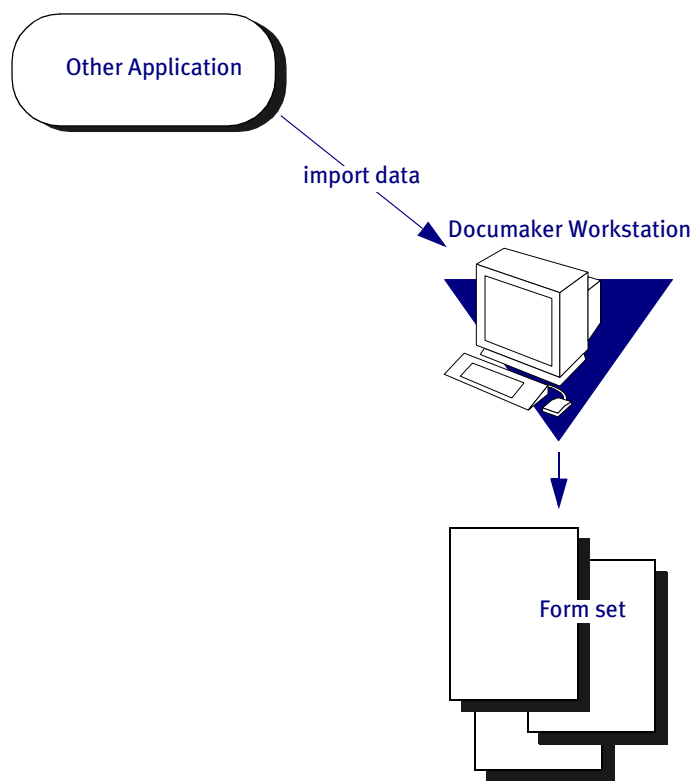 Other Application
import data
Documaker Workstation
Form set